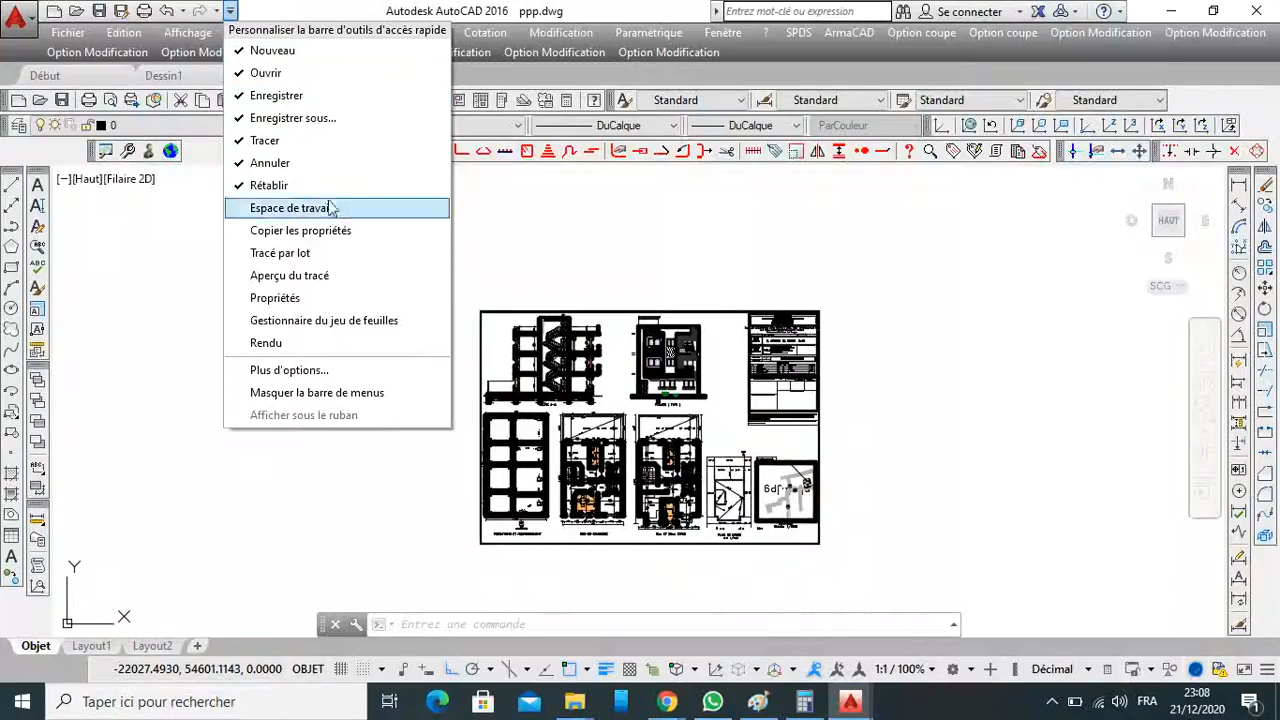 Autodesk AutoCAD 2016 ppp.dwg
Entrez mot-clé ou expression
Se connecter
Fichier Edition Affichage
Cotation Modification Paramétrique Fenêtre ? SPDS ArmaCAD Option coupe Option coupe Option Modification
Option Modification Option Mod
ification Option Modification Option Modification
Début Dessin1
Personnaliser la barre d'outils d'accès rapide
Nouveau
Ouvrir
Enregistrer
Enregistrer sous...
Tracer
Annuler
Rétablir
Espace de travail
Copier les propriétés
Tracé par lot
Aperçu du tracé
Propriétés
Gestionnaire du jeu de feuilles
Rendu
Plus d'options...
Masquer la barre de menus
Afficher sous le ruban
Standard Standard Standard Standard
0
DuCalque DuCalque ParCouleur
[−][Haut][Filaire 2D]
N
O HAUT E
S
SCG
Y
X
Entrez une commande
Objet Layout1 Layout2 +
-22027.4930, 54601.1143, 0.0000 OBJET
1:1 / 100%
Décimal
Taper ici pour rechercher
FRA
23:08
21/12/2020